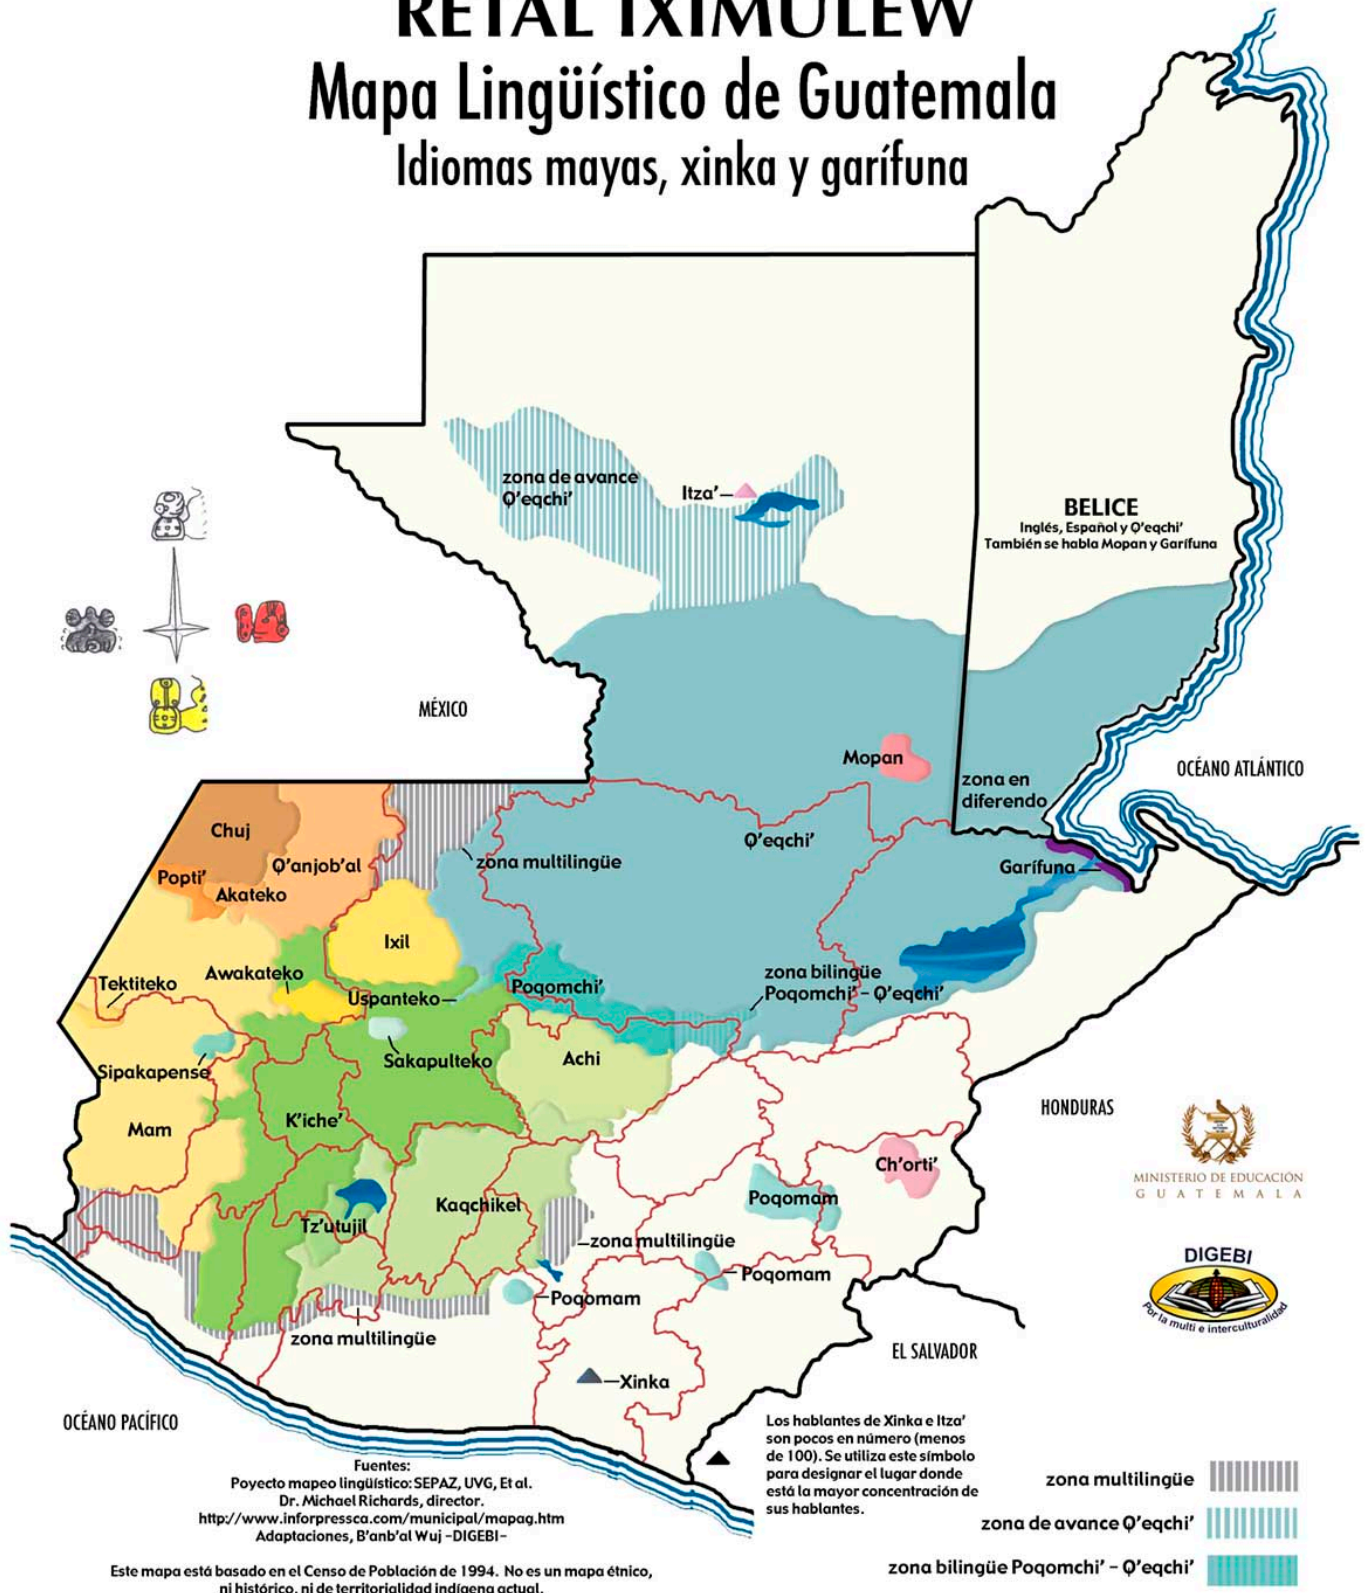 RETAL IXIMULEW
Mapa Lingüístico de Guatemala
Idiomas mayas, xinka y garífuna
zona de avance
Q'eqchi'
Itza'
BELICE
Inglés, Español y Q'eqchi'
También se habla Mopan y Garífuna
MÉXICO
Mopan
zona en
diferendo
OCÉANO ATLÁNTICO
Chuj
Q'anjob'al
Popti'
Akateko
zona multilingüe
Q'eqchi'
Garífuna
Ixil
Tektiteko
Awakateko
Uspanteko
Poqomchi'
zona bilingüe
Poqomchi' - Q'eqchi'
Sipakapense
Sakapulteko
Achi
Mam
K'iche'
HONDURAS
Ch'orti'
MINISTERIO DE EDUCACIÓN
GUATEMALA
Tz'utujil
Kaqchikel
Poqomam
zona multilingüe
Poqomam
Poqomam
DIGEBI
Por la multi e interculturalidad
zona multilingüe
EL SALVADOR
Xinka
OCÉANO PACÍFICO
Los hablantes de Xinka e Itza'
son pocos en número (menos
de 100). Se utiliza este símbolo
para designar el lugar donde
está la mayor concentración de
sus hablantes.
Fuentes:
Poyecto mapeo lingüístico: SEPAZ, UVG, Et al.
Dr. Michael Richards, director.
http://www.inforpressca.com/municipal/mapag.htm
Adaptaciones, B'anb'al Wuj -DIGEBI-
Este mapa está basado en el Censo de Población de 1994. No es un mapa étnico,
ni histórico, ni de territorialidad indígena actual.
zona multilingüe
zona de avance Q'eqchi'
zona bilingüe Poqomchi' - Q'eqchi'